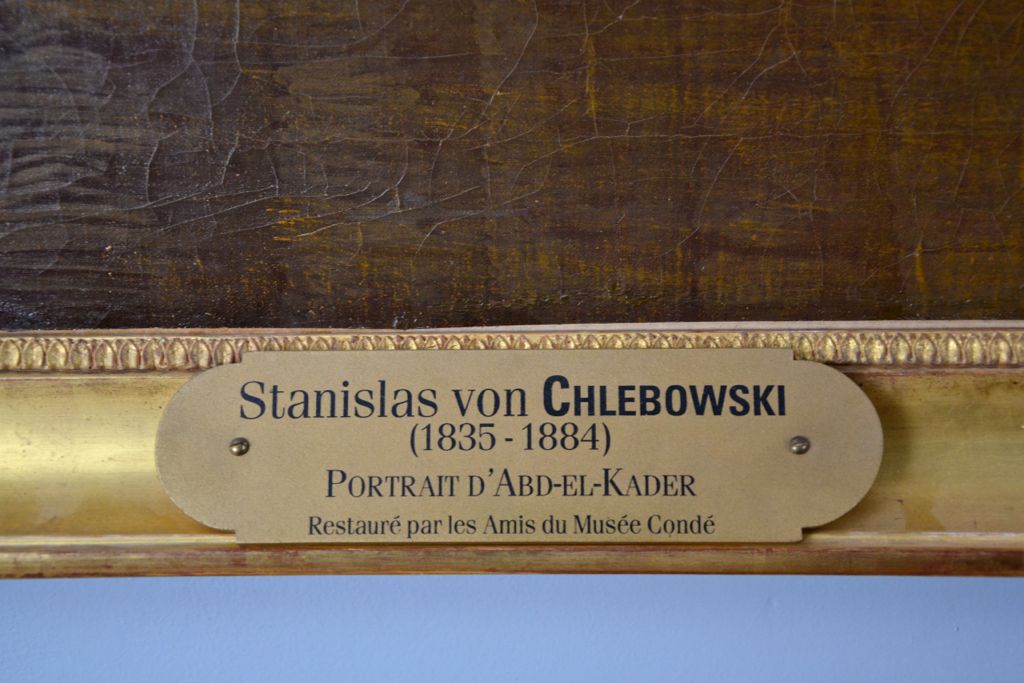 Stanislas von CHLEBOWSKI
(1835 - 1884)
PORTRAIT D'ABD-EL-KADER
Restauré par les Amis du Musée Condé